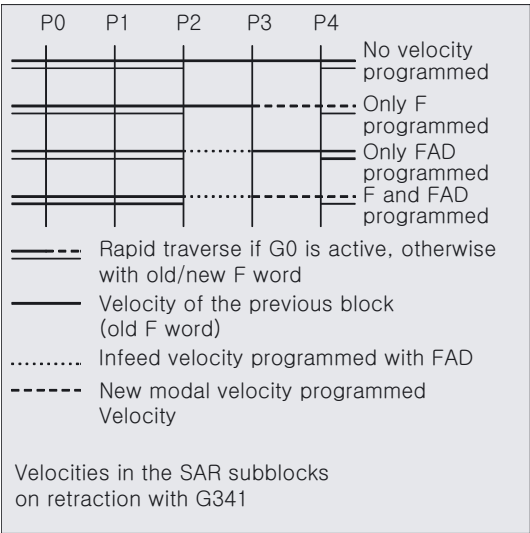 P0 P1 P2 P3 P4
No velocity
programmed
Only F
programmed
Only FAD
programmed
F and FAD
programmed
Rapid traverse if G0 is active, otherwise
with old/new F word
Velocity of the previous block
(old F word)
Infeed velocity programmed with FAD
New modal velocity programmed
Velocity
Velocities in the SAR subblocks
on retraction with G341